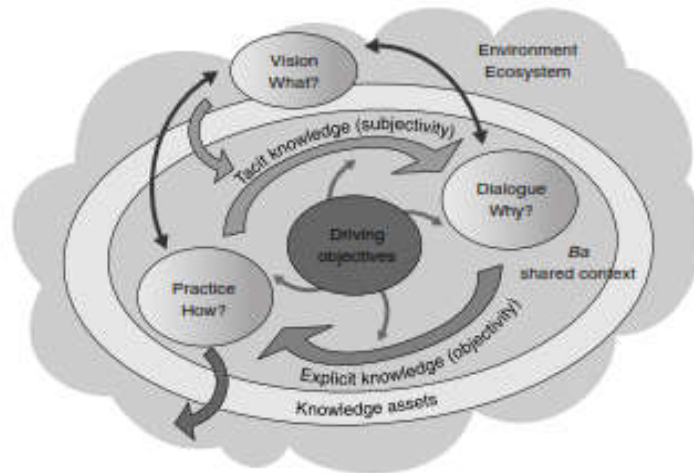 Vision
What?
Environment
Ecosystem
Tacit knowledge (subjectivity)
Dialogue
Why?
Driving
objectives
Ba
shared context
Practice
How?
Explicit knowledge (objectivity)
Knowledge assets